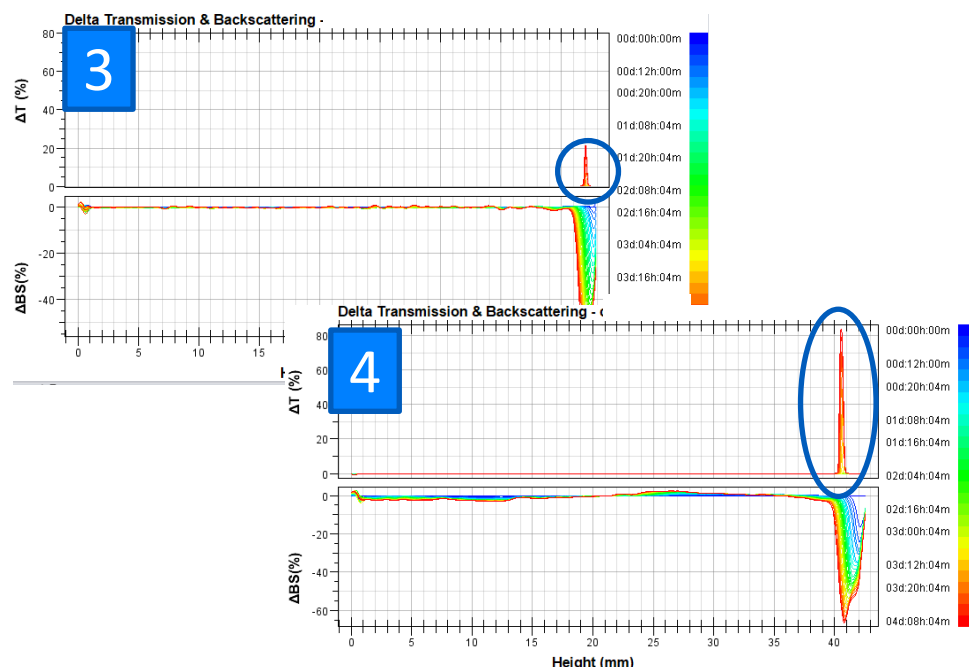 Delta Transmission & Backscattering -
3
80
60
40
20
0
ΔT (%)
0
-20
-40
ΔBS(%)
0
5
10
15
00d:00h:00m
00d:12h:00m
00d:20h:00m
01d:08h:04m
01d:20h:04m
02d:08h:04m
02d:16h:04m
03d:04h:04m
03d:16h:04m
Delta Transmission & Backscattering -
4
80
60
40
20
0
ΔT (%)
0
-20
-40
-60
ΔBS(%)
0
5
10
15
20
25
30
35
40
Height (mm)
00d:00h:00m
00d:12h:00m
00d:20h:04m
01d:08h:04m
01d:16h:04m
02d:04h:04m
02d:16h:04m
03d:00h:04m
03d:12h:04m
03d:20h:04m
04d:08h:04m